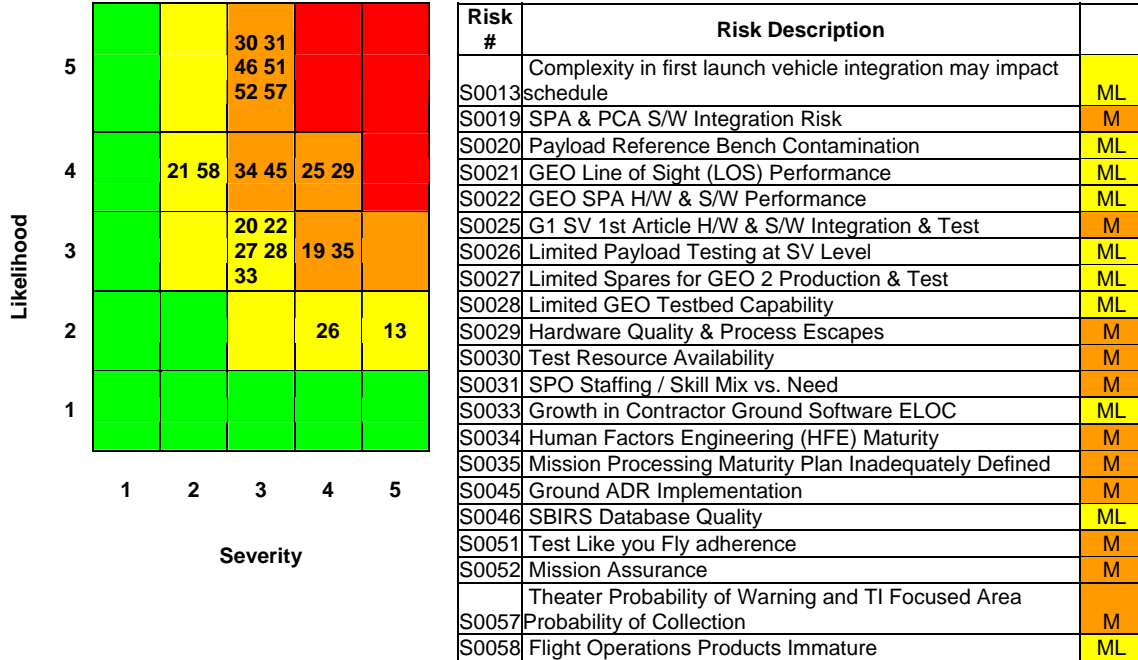 30 31
5 46 51
52 57
4 21 58 34 45 25 29
20 22
3 27 28 19 35
33
2 26 13
1
1 2 3 4 5
Likelihood
Severity
Risk # Risk Description
S0013 Complexity in first launch vehicle integration may impact
schedule ML
S0019 SPA & PCA S/W Integration Risk M
S0020 Payload Reference Bench Contamination ML
S0021 GEO Line of Sight (LOS) Performance ML
S0022 GEO SPA H/W & S/W Performance ML
S0025 G1 SV 1st Article H/W & S/W Integration & Test M
S0026 Limited Payload Testing at SV Level ML
S0027 Limited Spares for GEO 2 Production & Test ML
S0028 Limited GEO Testbed Capability ML
S0029 Hardware Quality & Process Escapes M
S0030 Test Resource Availability M
S0031 SPO Staffing / Skill Mix vs. Need M
S0033 Growth in Contractor Ground Software ELOC ML
S0034 Human Factors Engineering (HFE) Maturity M
S0035 Mission Processing Maturity Plan Inadequately Defined M
S0045 Ground ADR Implementation M
S0046 SBIRS Database Quality ML
S0051 Test Like you Fly adherence M
S0052 Mission Assurance M
S0057 Theater Probability of Warning and TI Focused Area
Probability of Collection M
S0058 Flight Operations Products Immature ML